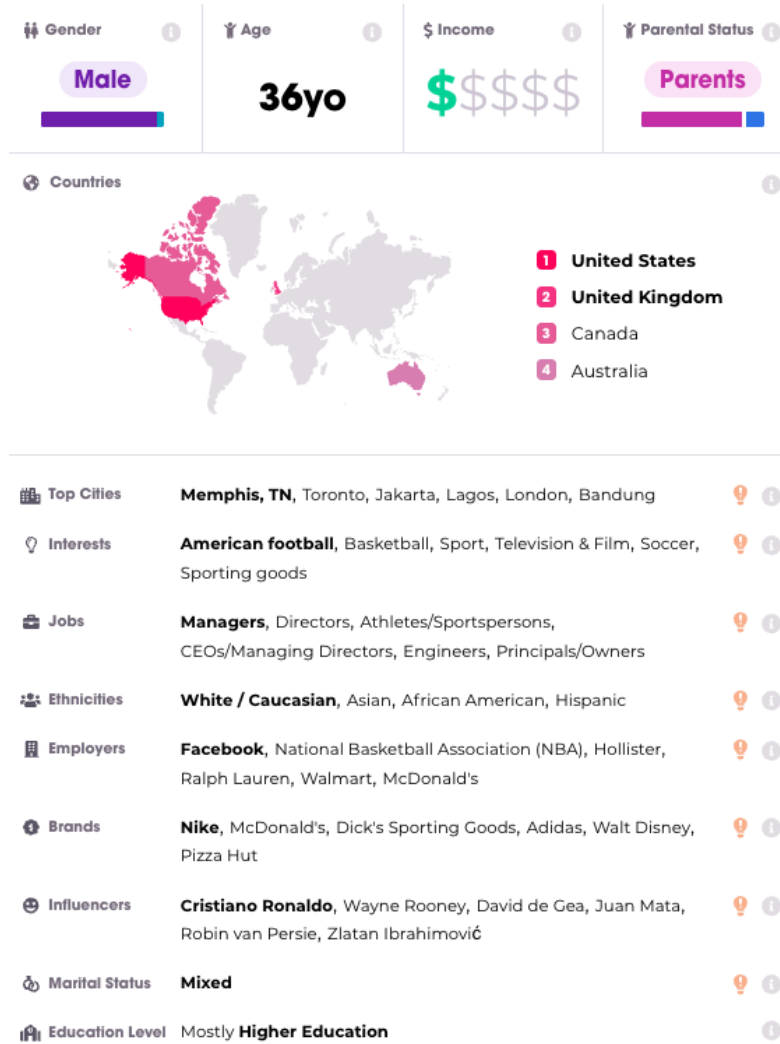 Gender
Age
$ Income
Parental Status
Male
36yo
$$$$$
Parents
Countries
1 United States
2 United Kingdom
3 Canada
4 Australia
Top Cities Memphis, TN, Toronto, Jakarta, Lagos, London, Bandung
Interests American football, Basketball, Sport, Television & Film, Soccer,
Sporting goods
Jobs Managers, Directors, Athletes/Sportspersons,
CEOs/Managing Directors, Engineers, Principals/Owners
Ethnicities White / Caucasian, Asian, African American, Hispanic
Employers Facebook, National Basketball Association (NBA), Hollister,
Ralph Lauren, Walmart, McDonald's
Brands Nike, McDonald's, Dick's Sporting Goods, Adidas, Walt Disney,
Pizza Hut
Influencers Cristiano Ronaldo, Wayne Rooney, David de Gea, Juan Mata,
Robin van Persie, Zlatan Ibrahimović
Marital Status Mixed
Education Level Mostly Higher Education